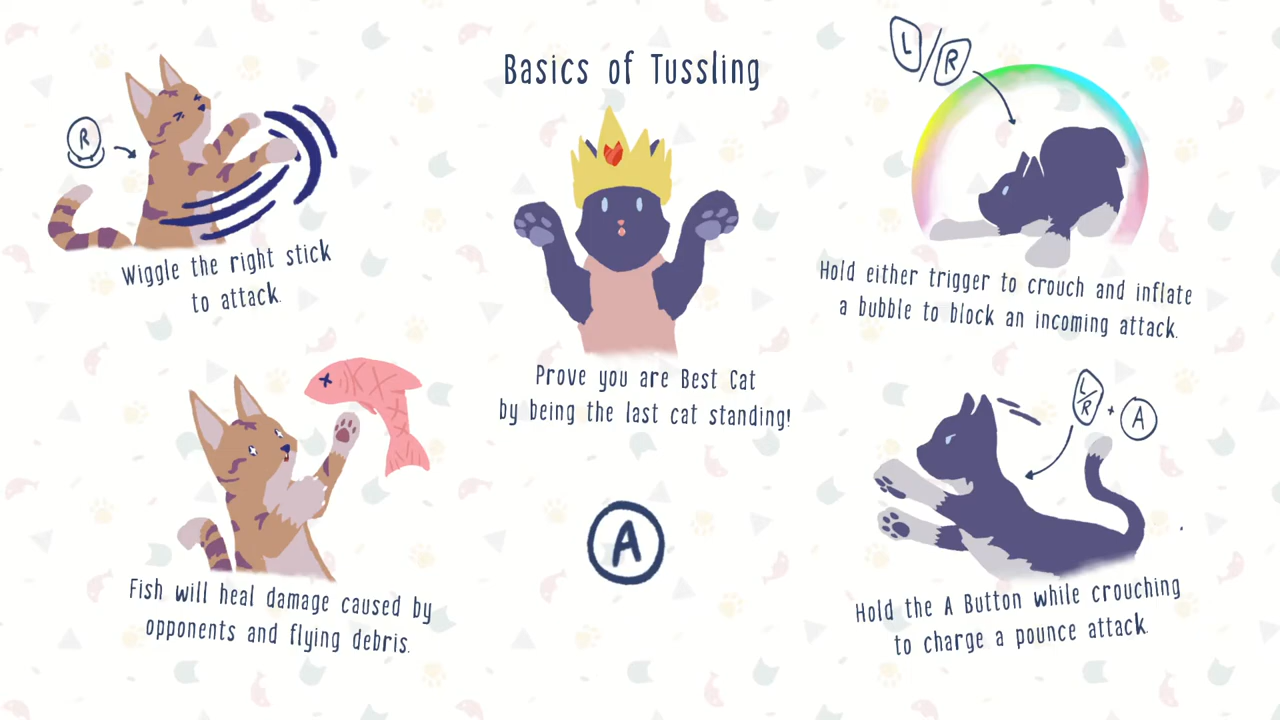 Basics of Tussling
R
Wiggle the right stick
to attack.
Prove you are Best Cat
by being the last cat standing!
L/R
Hold either trigger to crouch and inflate
a bubble to block an incoming attack.
Fish will heal damage caused by
opponents and flying debris.
A
L/R + A
Hold the A Button while crouching
to charge a pounce attack.